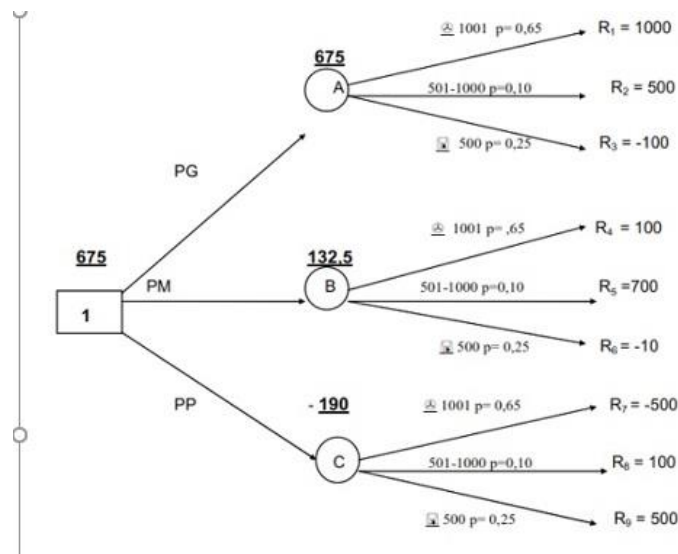 675
A
1001 p=0,65
R₁ = 1000
501-1000 p=0,10
R₂ = 500
500 p=0,25
R₃ = -100
PG
675
1
PM
132,5
B
1001 p= ,65
R₄ = 100
501-1000 p=0,10
R₅ =700
500 p= 0,25
R₆ = -10
PP
- 190
C
1001 p=0,65
R₇ = -500
501-1000 p=0,10
R₈ = 100
500 p=0,25
R₉ = 500